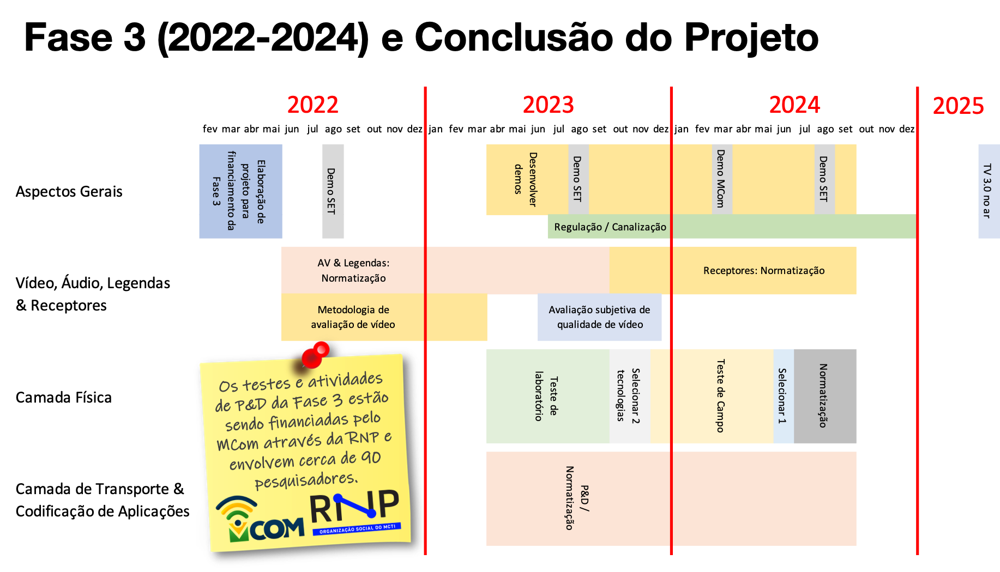 Fase 3 (2022-2024) e Conclusão do Projeto
2022
2023
2024
2025
fev mar abr mai jun jul ago set out nov dez jan fev mar abr mai jun jul ago set out nov dez jan fev mar abr mai jun jul ago set out nov dez
Aspectos Gerais
Elaboração de
projeto para
financiamento da
Fase 3
Demo SET
Desenvolver
demos
Demo SET
Demo MCom
Demo SET
TV 3.0 no ar
Regulação / Canalização
Vídeo, Áudio, Legendas
& Receptores
AV & Legendas:
Normatização
Receptores: Normatização
Metodologia de
avaliação de vídeo
Avaliação subjetiva de
qualidade de vídeo
Camada Física
Teste de
laboratório
Selecionar 2
tecnologias
Teste de Campo
Selecionar 1
Normatização
Camada de Transporte &
Codificação de Aplicações
P&D /
Normatização
Os testes e atividades
de P&D da Fase 3 estão
sendo financiadas pelo
MCom através da RNP e
envolvem cerca de 90
pesquisadores.
MCOM
RNP
ORGANIZAÇÃO SOCIAL DO MCTI